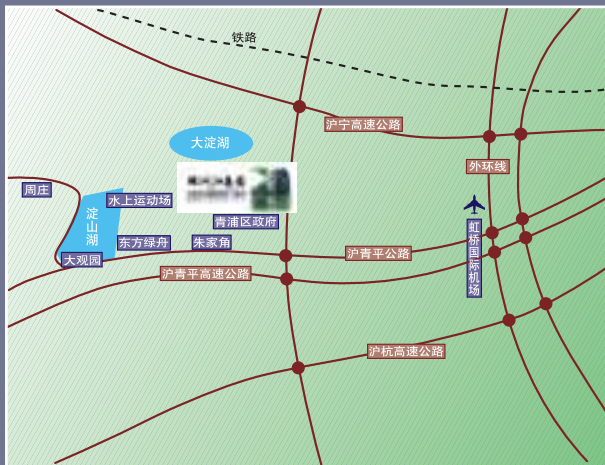 铁路
沪宁高速公路
大淀湖
外环线
周庄
水上运动场
淀山湖
青浦区政府
虹桥国际机场
东方绿舟
朱家角
沪青平公路
大观园
沪青平高速公路
沪杭高速公路